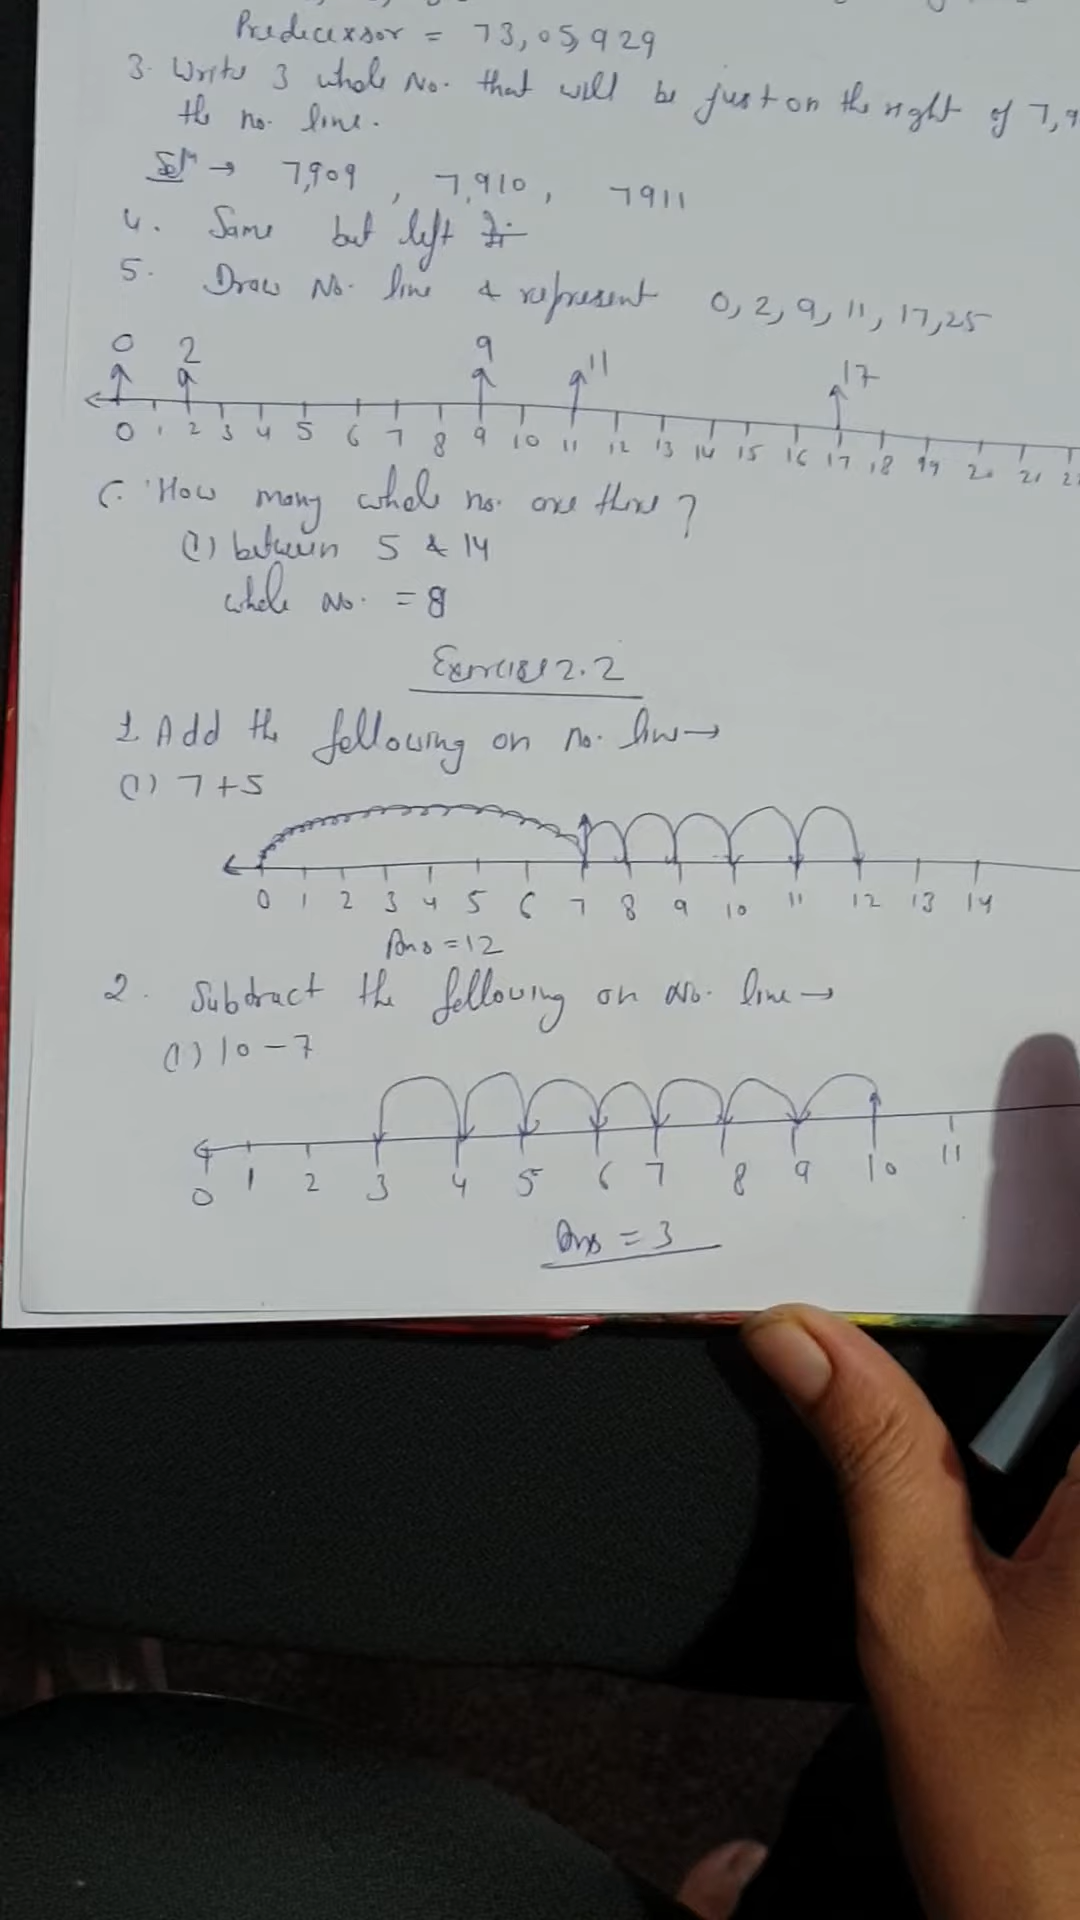 Predecessor = 73,05,929
3. Write 3 whole No. that will be just on the right of 7,9
the no. line.
Solⁿ → 7,909, 7,910, 7911
4. Same but left
5. Draw No. line & represent 0, 2, 9, 11, 17, 25
0 2 9 11 17
0 1 2 3 4 5 6 7 8 9 10 11 12 13 14 15 16 17 18 19 20 21 2
6. How many whole no. are there?
(1) between 5 & 14
whole no. = 8
Exercise 2.2
1. Add the following on no. line →
(1) 7+5
0 1 2 3 4 5 6 7 8 9 10 11 12 13 14
Ans = 12
2. Subtract the following on No. line →
(1) 10 - 7
0 1 2 3 4 5 6 7 8 9 10 11
Ans = 3